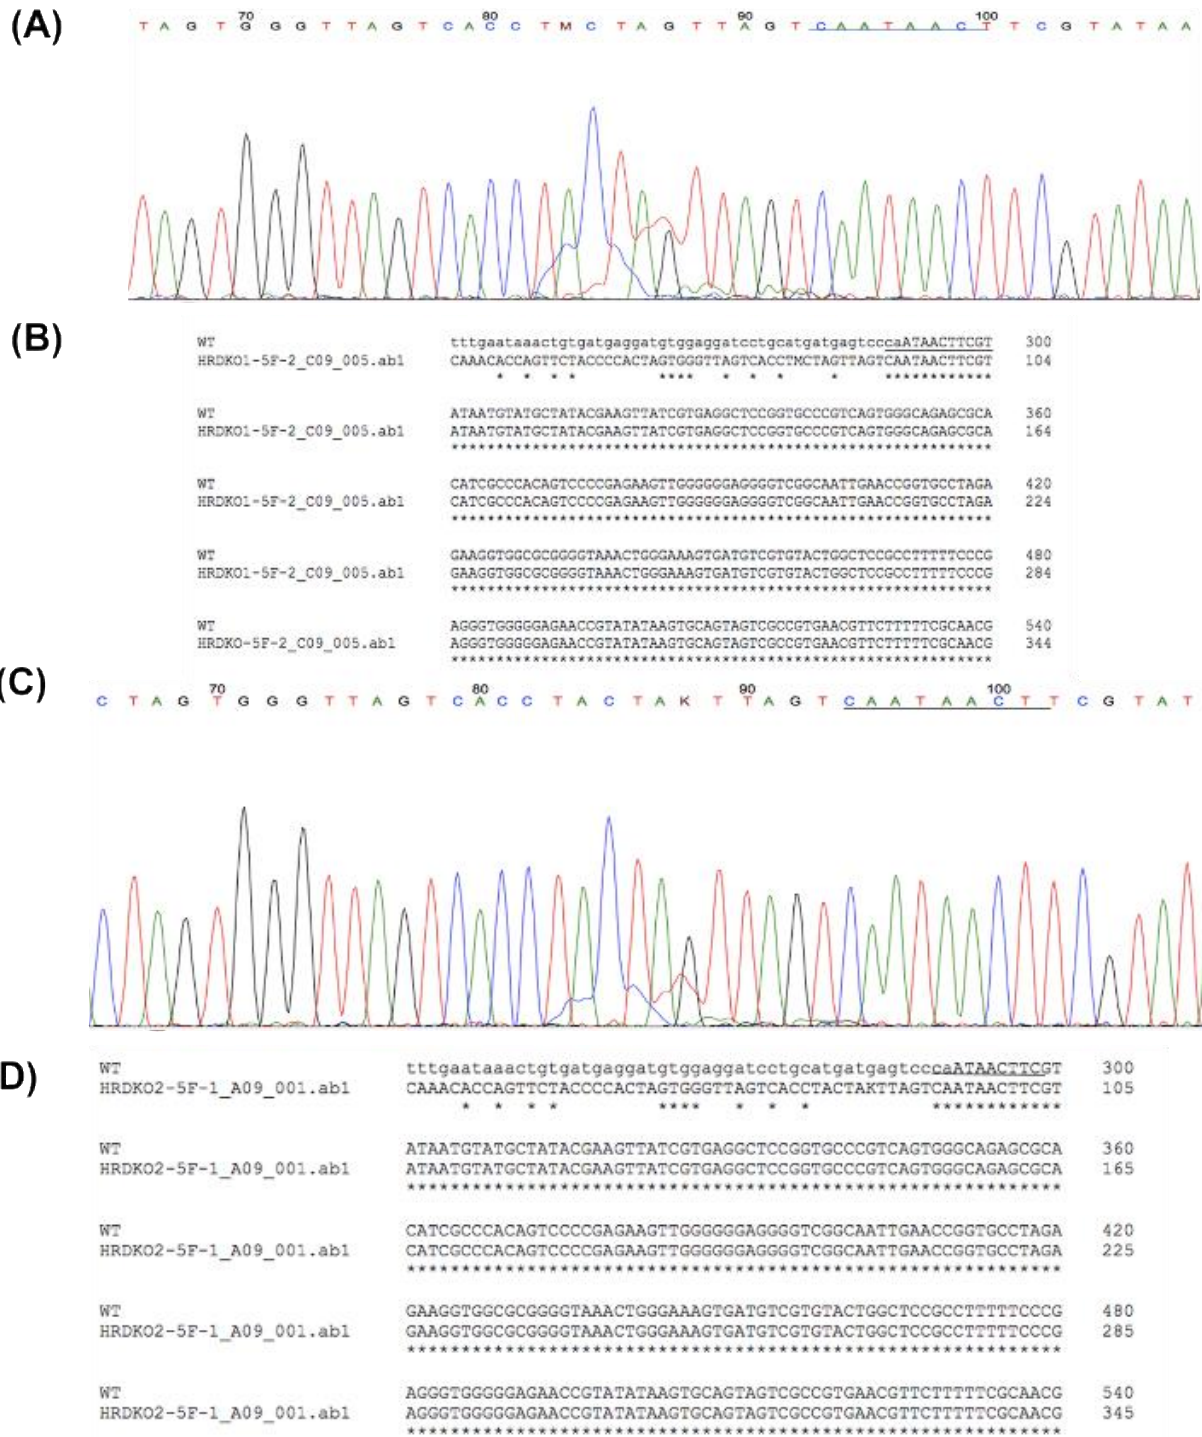 (A)
70 80 90 100
T A G T G G G T T A G T C A C C T M C T A G T T A G T C A A T A A C T T C G T A T A A
(B)
WT tttgaataaactgtgatgaggatgtggaggatcctgcatgatgagtcccaATAACTTCGT 300
HRDKO1-5F-2_C09_005.ab1 CAAACACCAGTTCTACCCCACTAGTGGGTTAGTCACCTMCTAGTTAGTCAATAACTTCGT 104
* * * * **** * * * * ************
WT ATAATGTATGCTATACGAAGTTATCGTGAGGCTCCGGTGCCCGTCAGTGGGCAGAGCGCA 360
HRDKO1-5F-2_C09_005.ab1 ATAATGTATGCTATACGAAGTTATCGTGAGGCTCCGGTGCCCGTCAGTGGGCAGAGCGCA 164
************************************************************
WT CATCGCCCACAGTCCCCGAGAAGTTGGGGGGAGGGGTCGGCAATTGAACCGGTGCCTAGA 420
HRDKO1-5F-2_C09_005.ab1 CATCGCCCACAGTCCCCGAGAAGTTGGGGGGAGGGGTCGGCAATTGAACCGGTGCCTAGA 224
************************************************************
WT GAAGGTGGCGCGGGGTAAACTGGGAAAGTGATGTCGTGTACTGGCTCCGCCTTTTTCCCG 480
HRDKO1-5F-2_C09_005.ab1 GAAGGTGGCGCGGGGTAAACTGGGAAAGTGATGTCGTGTACTGGCTCCGCCTTTTTCCCG 284
************************************************************
WT AGGGTGGGGGAGAACCGTATATAAGTGCAGTAGTCGCCGTGAACGTTCTTTTTCGCAACG 540
HRDKO-5F-2_C09_005.ab1 AGGGTGGGGGAGAACCGTATATAAGTGCAGTAGTCGCCGTGAACGTTCTTTTTCGCAACG 344
************************************************************
(C)
70 80 90 100
C T A G T G G G T T A G T C A C C T A C T A K T T A G T C A A T A A C T T C G T A T
D)
WT tttgaataaactgtgatgaggatgtggaggatcctgcatgatgagtcccaATAACTTCGT 300
HRDKO2-5F-1_A09_001.ab1 CAAACACCAGTTCTACCCCACTAGTGGGTTAGTCACCTACTAKTTAGTCAATAACTTCGT 105
* * * * **** * * * ************
WT ATAATGTATGCTATACGAAGTTATCGTGAGGCTCCGGTGCCCGTCAGTGGGCAGAGCGCA 360
HRDKO2-5F-1_A09_001.ab1 ATAATGTATGCTATACGAAGTTATCGTGAGGCTCCGGTGCCCGTCAGTGGGCAGAGCGCA 165
************************************************************
WT CATCGCCCACAGTCCCCGAGAAGTTGGGGGGAGGGGTCGGCAATTGAACCGGTGCCTAGA 420
HRDKO2-5F-1_A09_001.ab1 CATCGCCCACAGTCCCCGAGAAGTTGGGGGGAGGGGTCGGCAATTGAACCGGTGCCTAGA 225
************************************************************
WT GAAGGTGGCGCGGGGTAAACTGGGAAAGTGATGTCGTGTACTGGCTCCGCCTTTTTCCCG 480
HRDKO2-5F-1_A09_001.ab1 GAAGGTGGCGCGGGGTAAACTGGGAAAGTGATGTCGTGTACTGGCTCCGCCTTTTTCCCG 285
************************************************************
WT AGGGTGGGGGAGAACCGTATATAAGTGCAGTAGTCGCCGTGAACGTTCTTTTTCGCAACG 540
HRDKO2-5F-1_A09_001.ab1 AGGGTGGGGGAGAACCGTATATAAGTGCAGTAGTCGCCGTGAACGTTCTTTTTCGCAACG 345
************************************************************